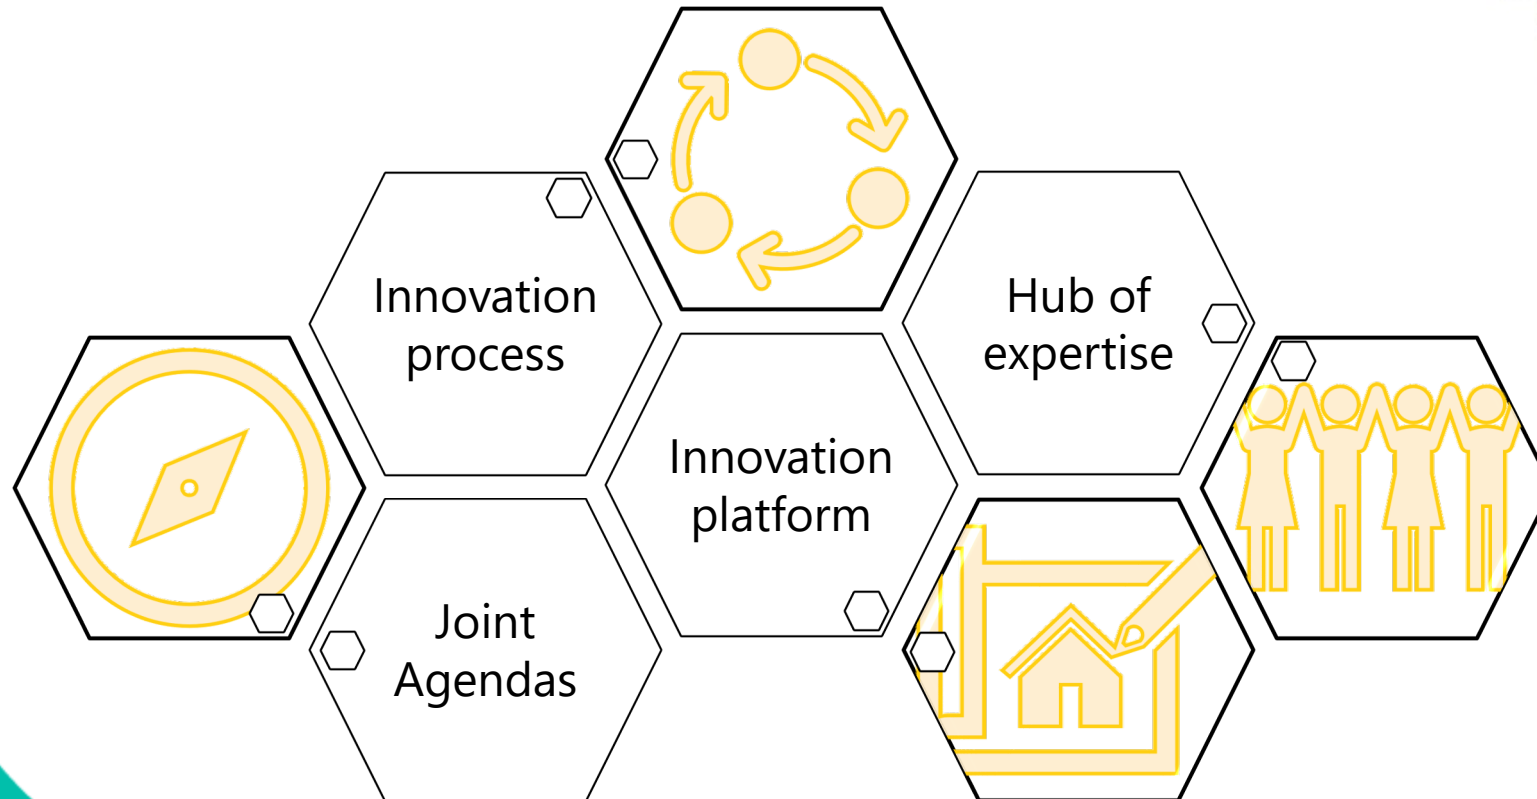 Innovation
process
Hub of
expertise
Innovation
platform
Joint
Agendas